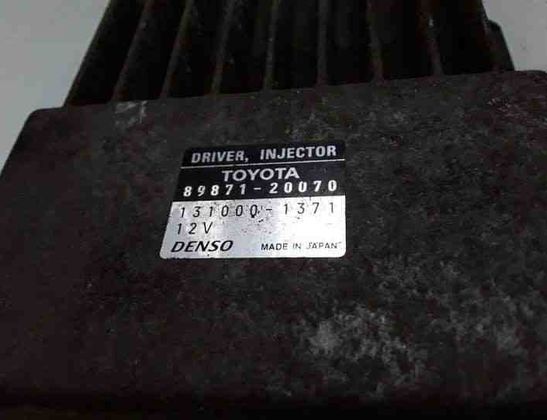 DRIVER, INJECTOR
TOYOTA
89871-20070
131000-1371
12V
DENSO MADE IN JAPAN